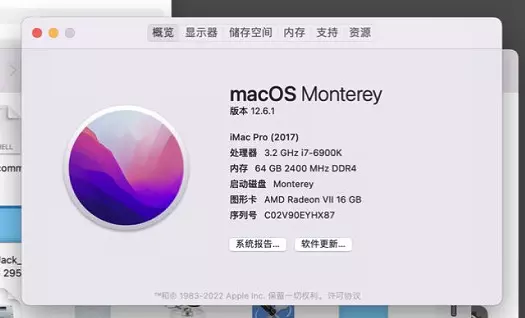 概览 显示器 储存空间 内存 支持 资源
macOS Monterey
版本 12.6.1
iMac Pro (2017)
处理器 3.2 GHz i7-6900K
内存 64 GB 2400 MHz DDR4
启动磁盘 Monterey
图形卡 AMD Radeon VII 16 GB
序列号 C02V90EYHX87
系统报告... 软件更新...
™和© 1983-2022 Apple Inc. 保留一切权利。许可协议
ELL
comm
Jack_
295